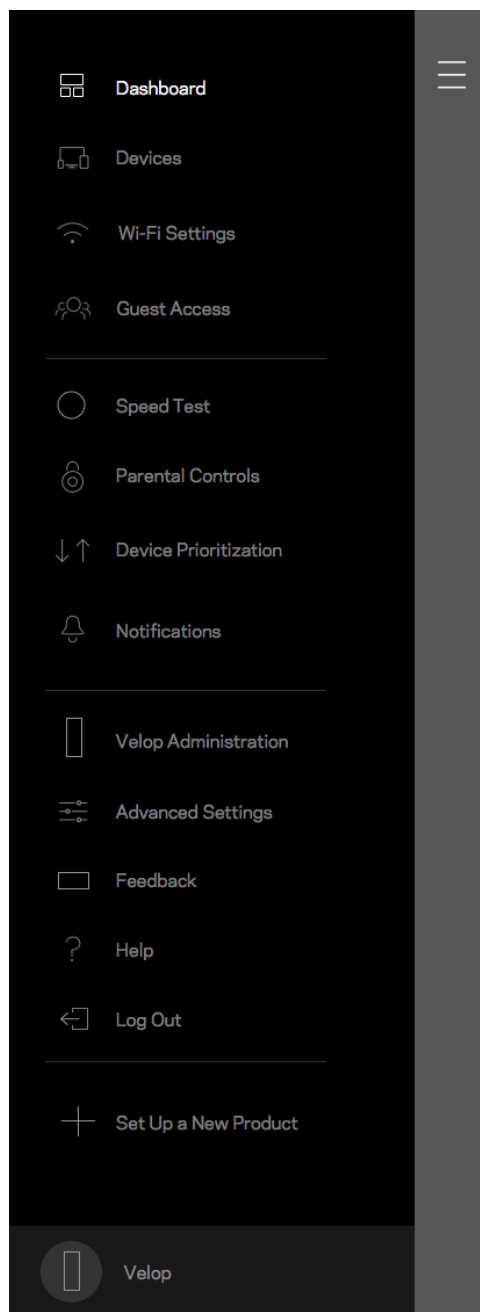 Dashboard
Devices
Wi-Fi Settings
Guest Access
Speed Test
Parental Controls
Device Prioritization
Notifications
Velop Administration
Advanced Settings
Feedback
Help
Log Out
Set Up a New Product
Velop